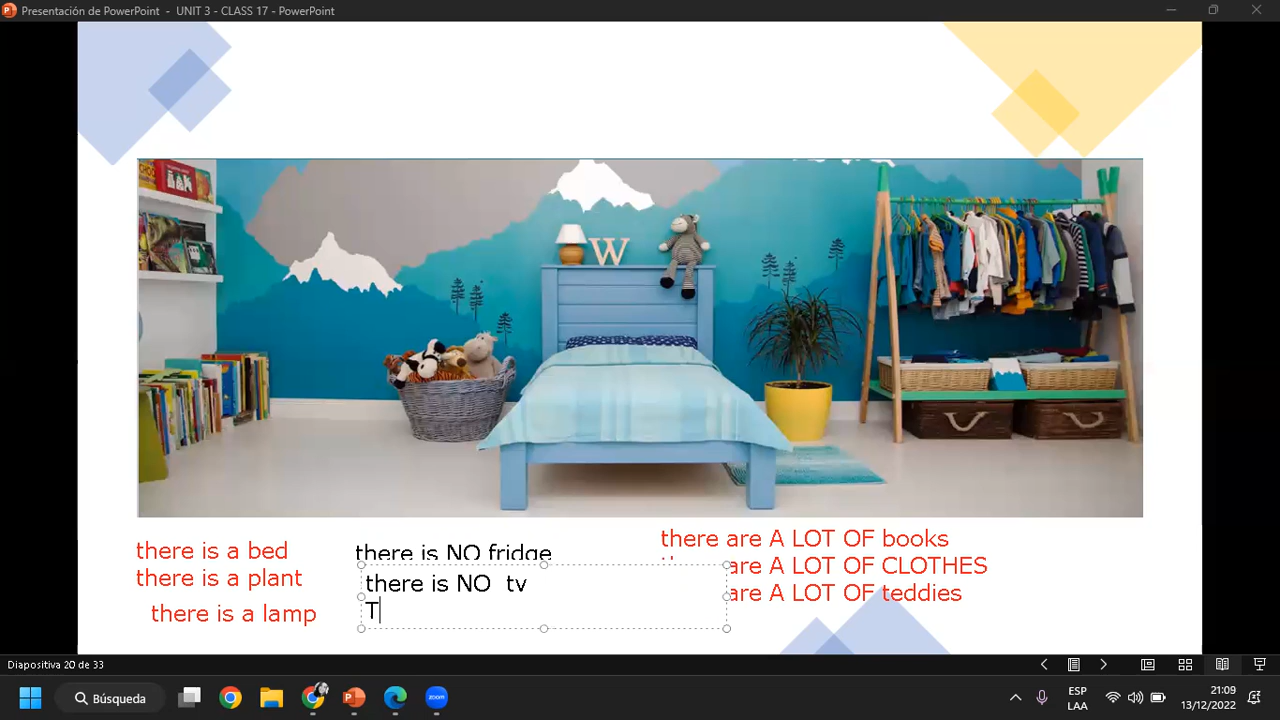 Presentación de PowerPoint - UNIT 3 - CLASS 17 - PowerPoint
W
there is a bed
there is a plant
there is a lamp
there is NO fridge
there is NO tv
T
there are A LOT OF books
are A LOT OF CLOTHES
are A LOT OF teddies
Diapositiva 20 de 33
Búsqueda
zoom
ESP
LAA
21:09
13/12/2022